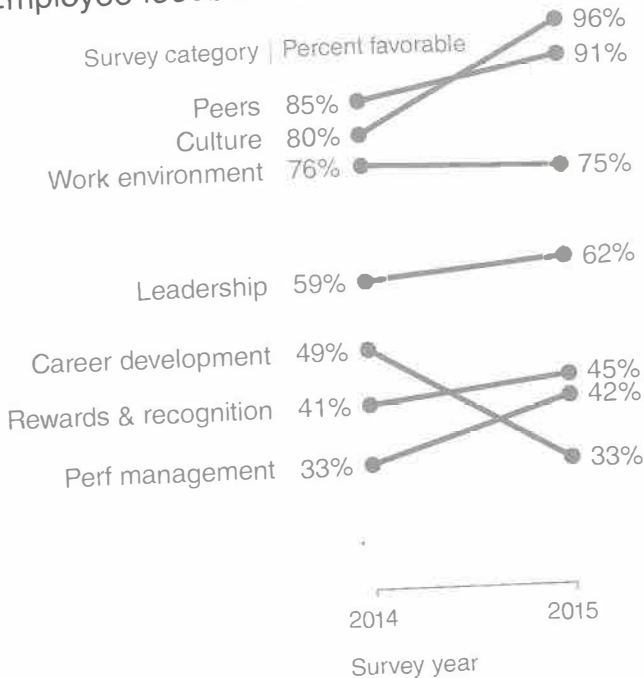 Survey category | Percent favorable
96%
91%
Peers 85%
Culture 80%
Work environment 76% 75%
62%
Leadership 59%
Career development 49%
45%
Rewards & recognition 41% 42%
33%
Perf management 33%
2014 2015
Survey year